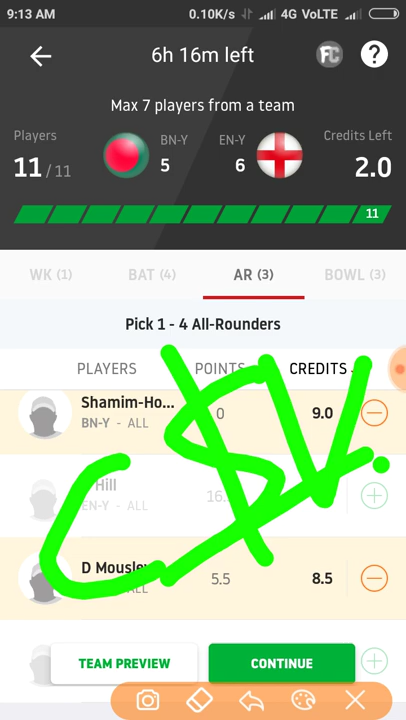 9:13 AM 0.10K/s 4G VoLTE
6h 16m left FC ?
Max 7 players from a team
Players BN-Y EN-Y Credits Left
11/11 5 6 2.0
11
WK (1) BAT (4) AR (3) BOWL (3)
Pick 1 - 4 All-Rounders
PLAYERS POINTS CREDITS
Shamim-Ho... 0 9.0
BN-Y - ALL
Hill
EN-Y - ALL
D Mousley 5.5 8.5
ALL
TEAM PREVIEW CONTINUE